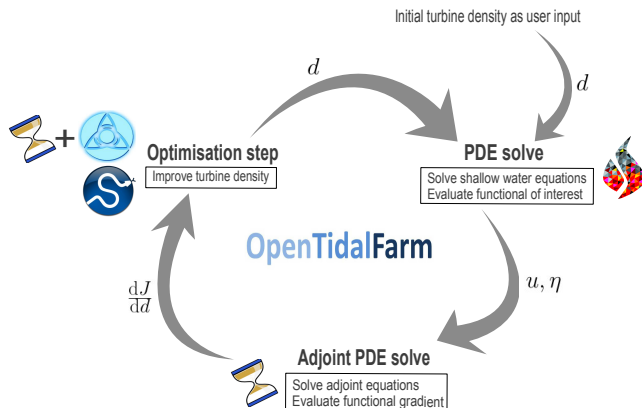 Initial turbine density as user input
d
d
+
Optimisation step
Improve turbine density
PDE solve
Solve shallow water equations
Evaluate functional of interest
OpenTidalFarm
u, η
dJ
dd
Adjoint PDE solve
Solve adjoint equations
Evaluate functional gradient